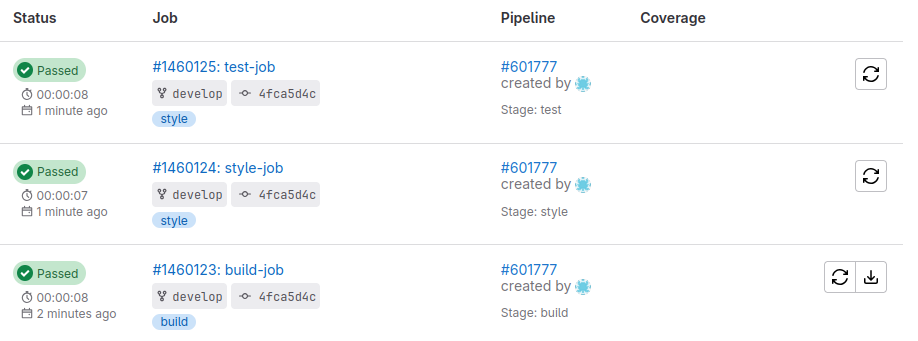 Status Job Pipeline Coverage
Passed #1460125: test-job #601777
develop 4fca5d4c created by
00:00:08
1 minute ago style Stage: test
Passed #1460124: style-job #601777
develop 4fca5d4c created by
00:00:07
1 minute ago style Stage: style
Passed #1460123: build-job #601777
develop 4fca5d4c created by
00:00:08
2 minutes ago build Stage: build